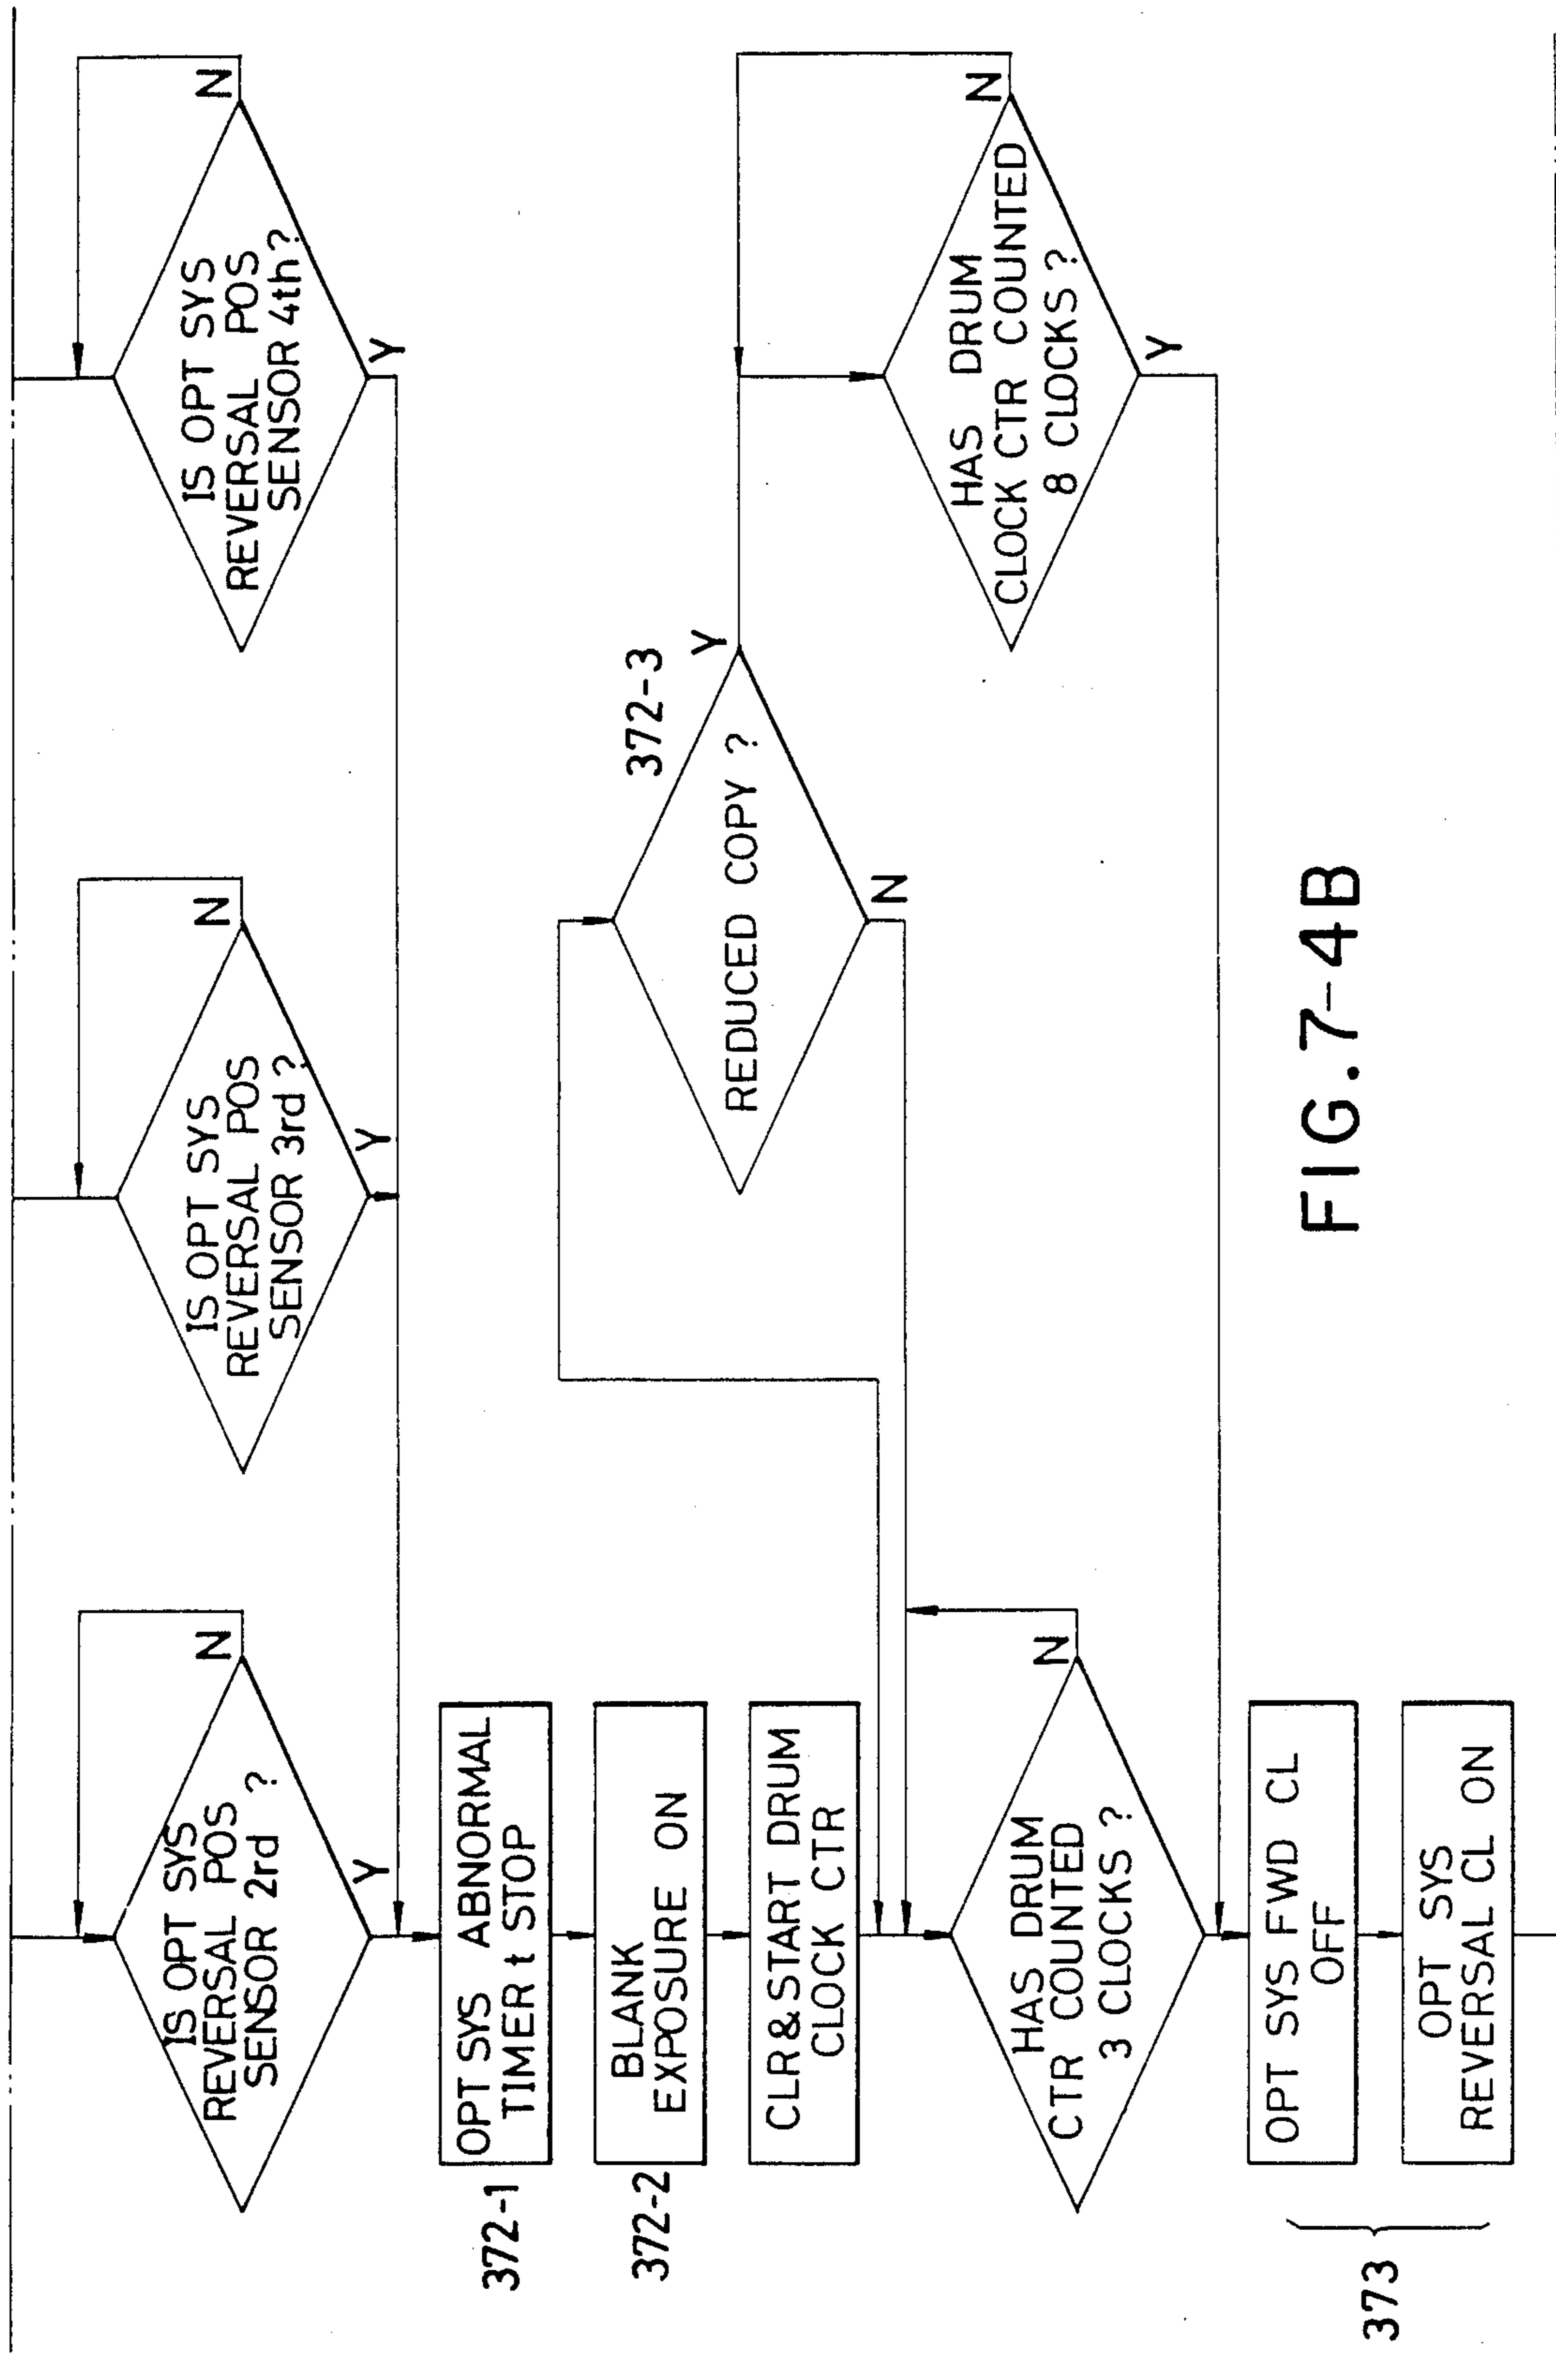 IS OPT SYS
REVERSAL POS
SENSOR 2rd ?
N
Y
IS OPT SYS
REVERSAL POS
SENSOR 3rd ?
N
Y
IS OPT SYS
REVERSAL POS
SENSOR 4th ?
N
Y
372-1
OPT SYS ABNORMAL
TIMER t STOP
372-2
BLANK
EXPOSURE ON
CLR & START DRUM
CLOCK CTR
372-3
REDUCED COPY ?
Y
N
HAS DRUM
CTR COUNTED
3 CLOCKS ?
N
HAS DRUM
CLOCK CTR COUNTED
8 CLOCKS ?
N
Y
373
OPT SYS FWD CL
OFF
OPT SYS
REVERSAL CL ON
FIG. 7-4B